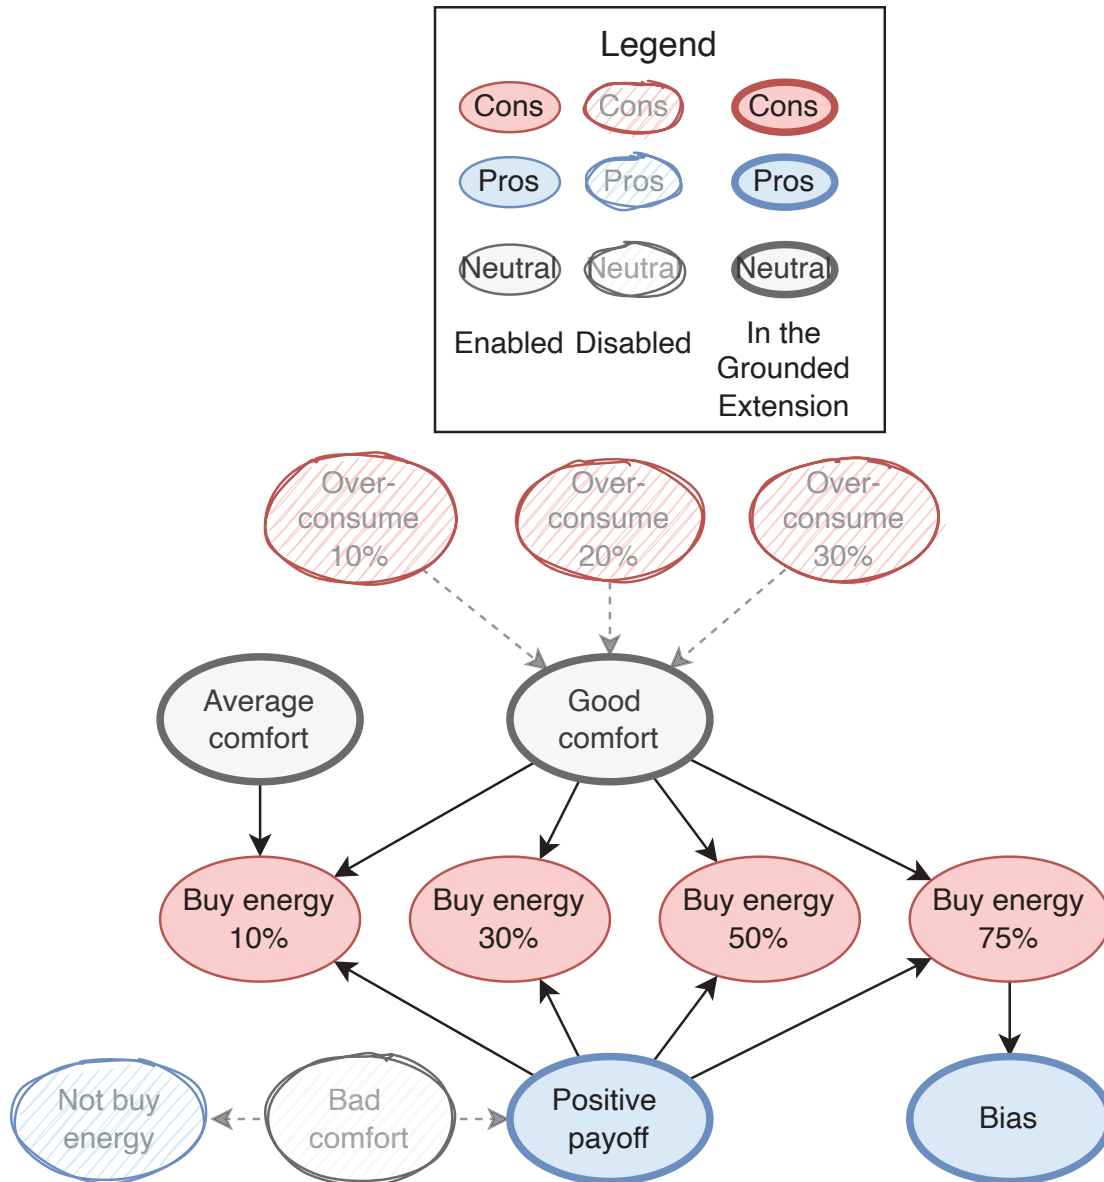 Legend
Cons Cons Cons
Pros Pros Pros
Neutral Neutral Neutral
Enabled Disabled In the
Grounded
Extension
Over-
consume
10%
Over-
consume
20%
Over-
consume
30%
Average
comfort
Good
comfort
Buy energy
10%
Buy energy
30%
Buy energy
50%
Buy energy
75%
Not buy
energy
Bad
comfort
Positive
payoff
Bias